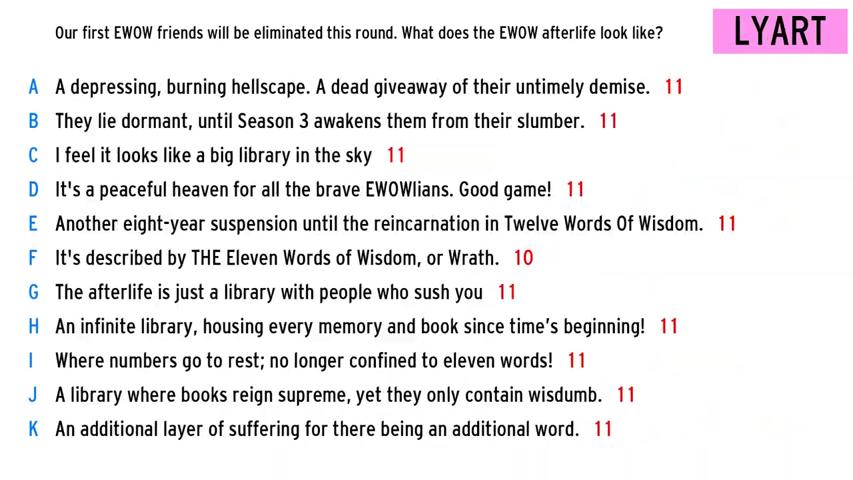 Our first EWOW friends will be eliminated this round. What does the EWOW afterlife look like?
LYART
A A depressing, burning hellscape. A dead giveaway of their untimely demise. 11
B They lie dormant, until Season 3 awakens them from their slumber. 11
C I feel it looks like a big library in the sky 11
D It's a peaceful heaven for all the brave EWOWlians. Good game! 11
E Another eight-year suspension until the reincarnation in Twelve Words Of Wisdom. 11
F It's described by THE Eleven Words of Wisdom, or Wrath. 10
G The afterlife is just a library with people who sush you 11
H An infinite library, housing every memory and book since time’s beginning! 11
I Where numbers go to rest; no longer confined to eleven words! 11
J A library where books reign supreme, yet they only contain wisdumb. 11
K An additional layer of suffering for there being an additional word. 11